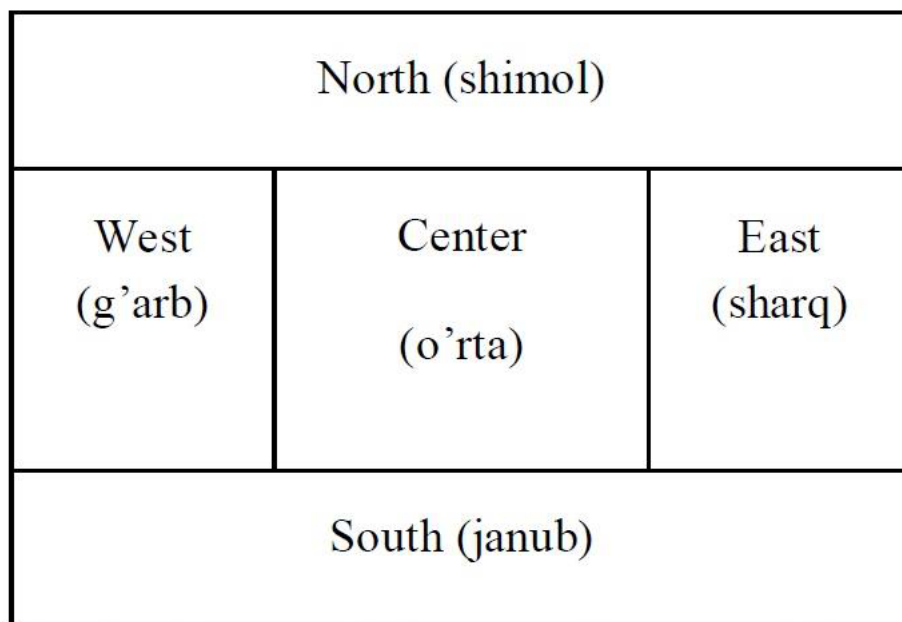 North (shimol)
West
(g’arb)
Center
(o’rta)
East
(sharq)
South (janub)